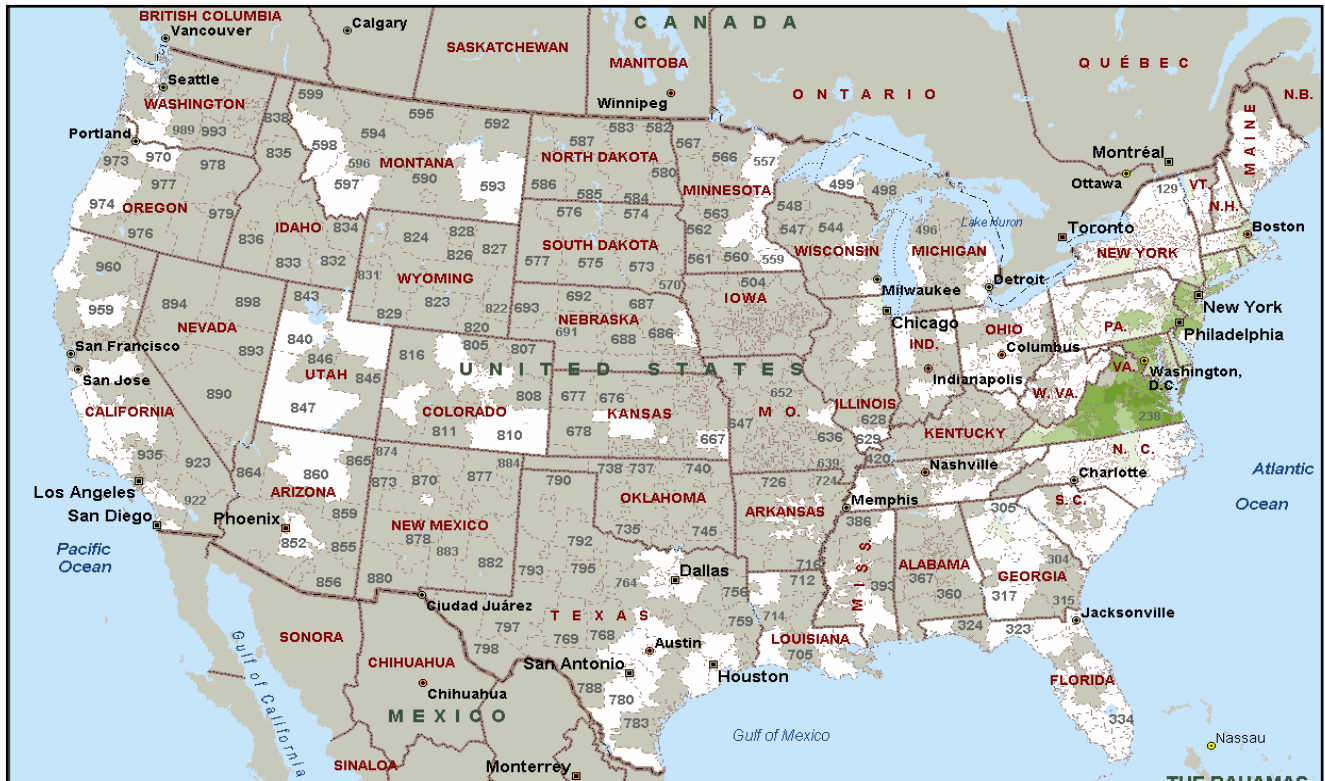 BRITISH COLUMBIA
Vancouver
Calgary
SASKATCHEWAN
CANADA
MANITOBA
Winnipeg
ONTARIO
QUÉBEC
N.B.
Seattle
WASHINGTON
989
993
Portland
599
838
595
592
594
598
596
MONTANA
590
597
593
835
583
582
587
NORTH DAKOTA
580
586
585
584
567
566
557
MINNESOTA
MAINE
Montréal
Ottawa
129
VT.
N.H.
Boston
973
970
978
977
974
OREGON
979
976
IDAHO
834
836
833
832
824
828
826
827
WYOMING
831
823
822
829
820
576
574
SOUTH DAKOTA
577
575
573
570
563
562
561
560
559
499
498
548
547
544
WISCONSIN
496
MICHIGAN
Lake Huron
Toronto
NEW YORK
Detroit
Milwaukee
960
959
894
898
NEVADA
893
890
843
840
846
UTAH
845
847
693
692
687
NEBRASKA
691
688
686
504
IOWA
Chicago
IND.
OHIO
Columbus
PA.
New York
Philadelphia
Washington,
D.C.
VA.
W. VA.
238
Indianapolis
San Francisco
San Jose
CALIFORNIA
816
805
807
UNITED STATES
808
COLORADO
811
810
677
676
KANSAS
678
667
652
MO.
647
636
639
ILLINOIS
628
629
420
KENTUCKY
N. C.
935
923
922
Los Angeles
San Diego
864
865
860
ARIZONA
Phoenix
859
852
855
856
874
884
873
870
877
NEW MEXICO
878
883
882
880
738
737
740
790
OKLAHOMA
735
745
726
724
ARKANSAS
716
Memphis
Nashville
Charlotte
S.C.
305
386
MISS
393
ALABAMA
367
360
304
GEORGIA
317
315
Jacksonville
Atlantic
Ocean
Pacific
Ocean
792
793
795
764
Dallas
756
759
712
714
Ciudad Juárez
TEXAS
797
798
769
768
Austin
San Antonio
Houston
LOUISIANA
705
324
323
FLORIDA
334
788
780
783
SONORA
CHIHUAHUA
Chihuahua
MEXICO
Gulf of California
Gulf of Mexico
SINALOA
Monterrey
Nassau
THE BAHAMAS